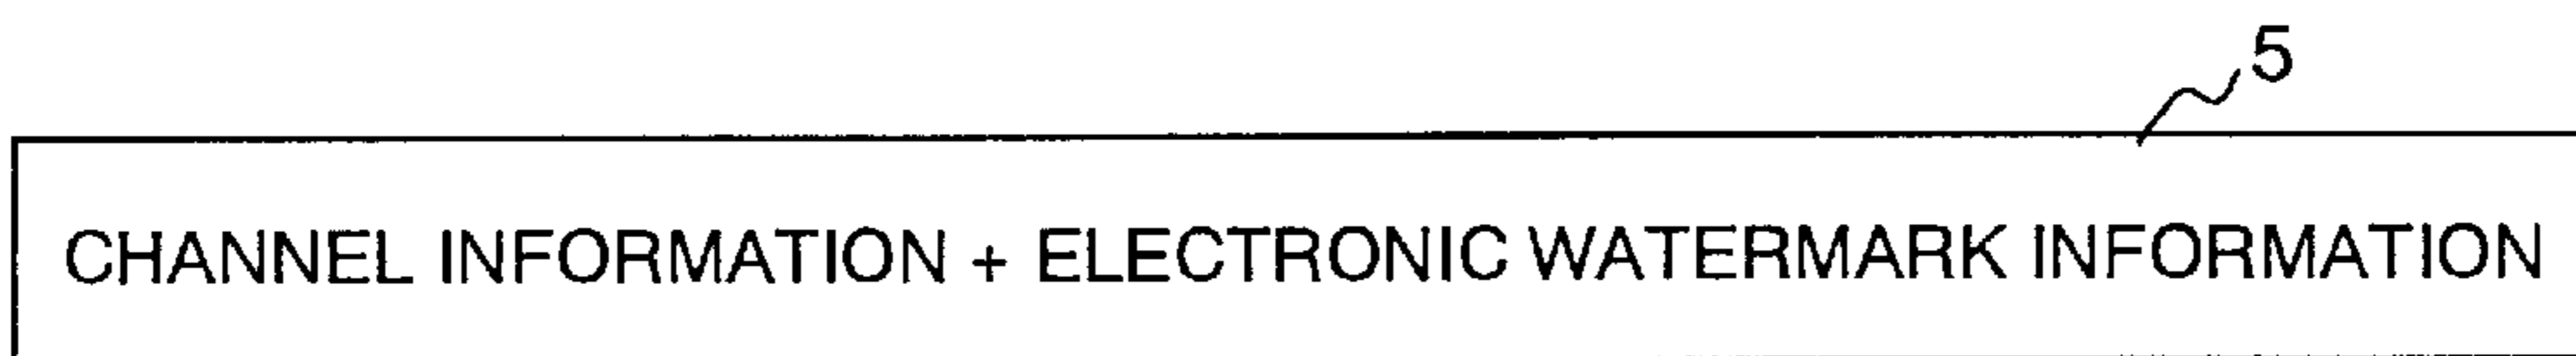 5
CHANNEL INFORMATION + ELECTRONIC WATERMARK INFORMATION